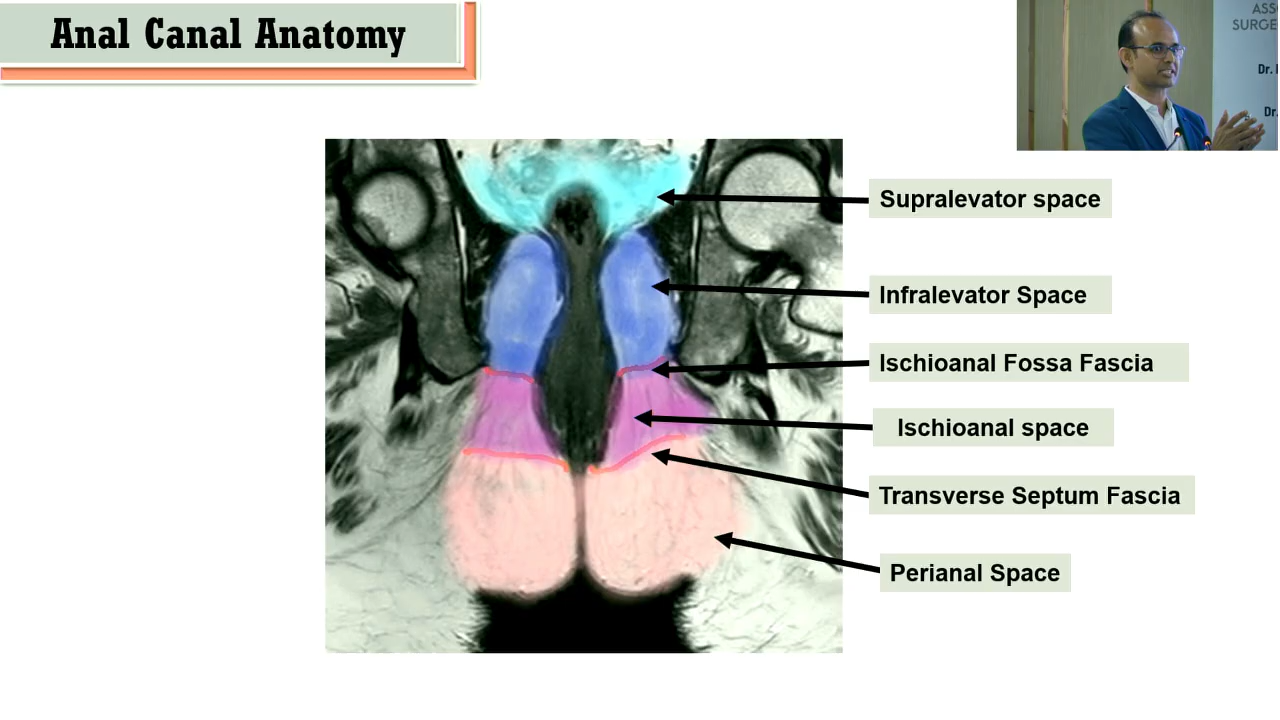 Anal Canal Anatomy
ASS
SURGE
Dr.
Dr.
Supralevator space
Infralevator Space
Ischioanal Fossa Fascia
Ischioanal space
Transverse Septum Fascia
Perianal Space